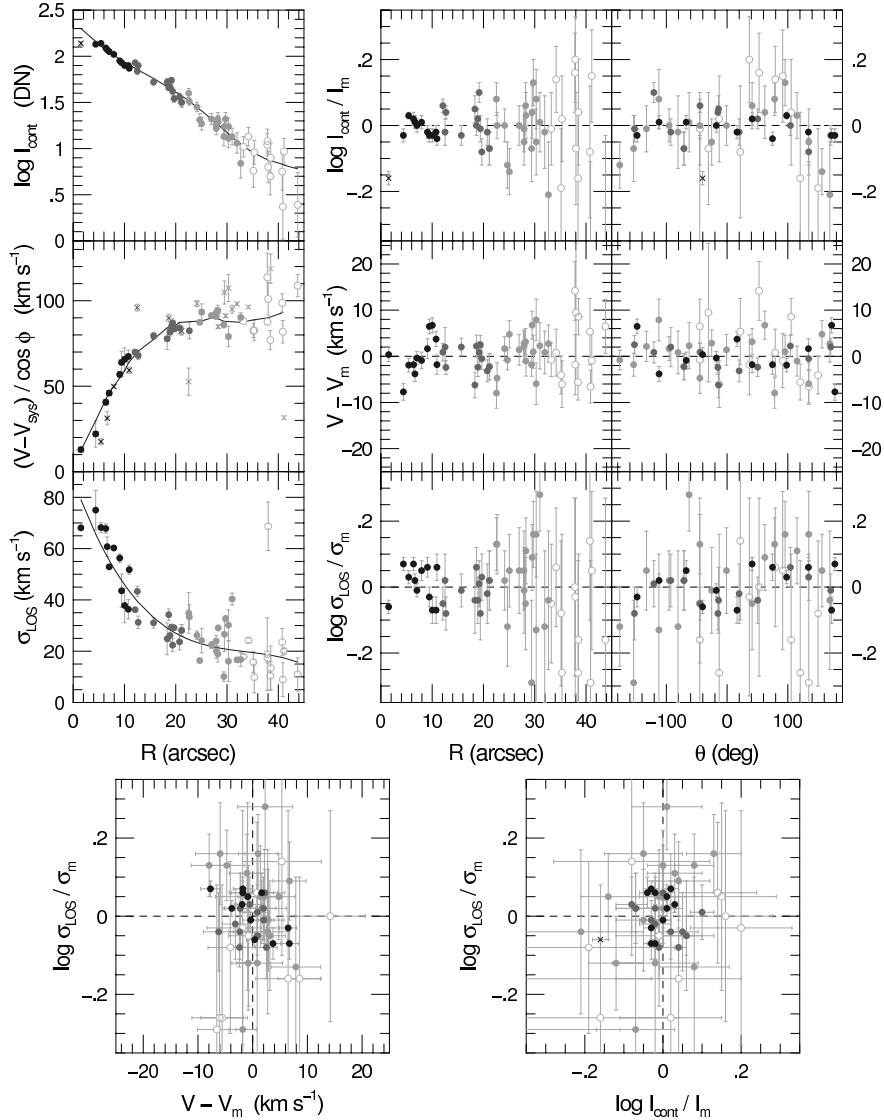 log I_cont (DN)
2.5
2
1.5
1
.5
0
log I_cont / I_m
.2
0
−.2
.2
0
−.2
(V−V_sys) / cos ϕ (km s⁻¹)
100
50
0
V − V_m (km s⁻¹)
20
10
0
−10
−20
20
10
0
−10
−20
σ_LOS (km s⁻¹)
80
60
40
20
0
log σ_LOS / σ_m
.2
0
−.2
.2
0
−.2
0 10 20 30 40
0 10 20 30 40
−100 0 100
R (arcsec)
R (arcsec)
θ (deg)
log σ_LOS / σ_m
.2
0
−.2
−20 −10 0 10 20
V − V_m (km s⁻¹)
log σ_LOS / σ_m
.2
0
−.2
−.2 0 .2
log I_cont / I_m